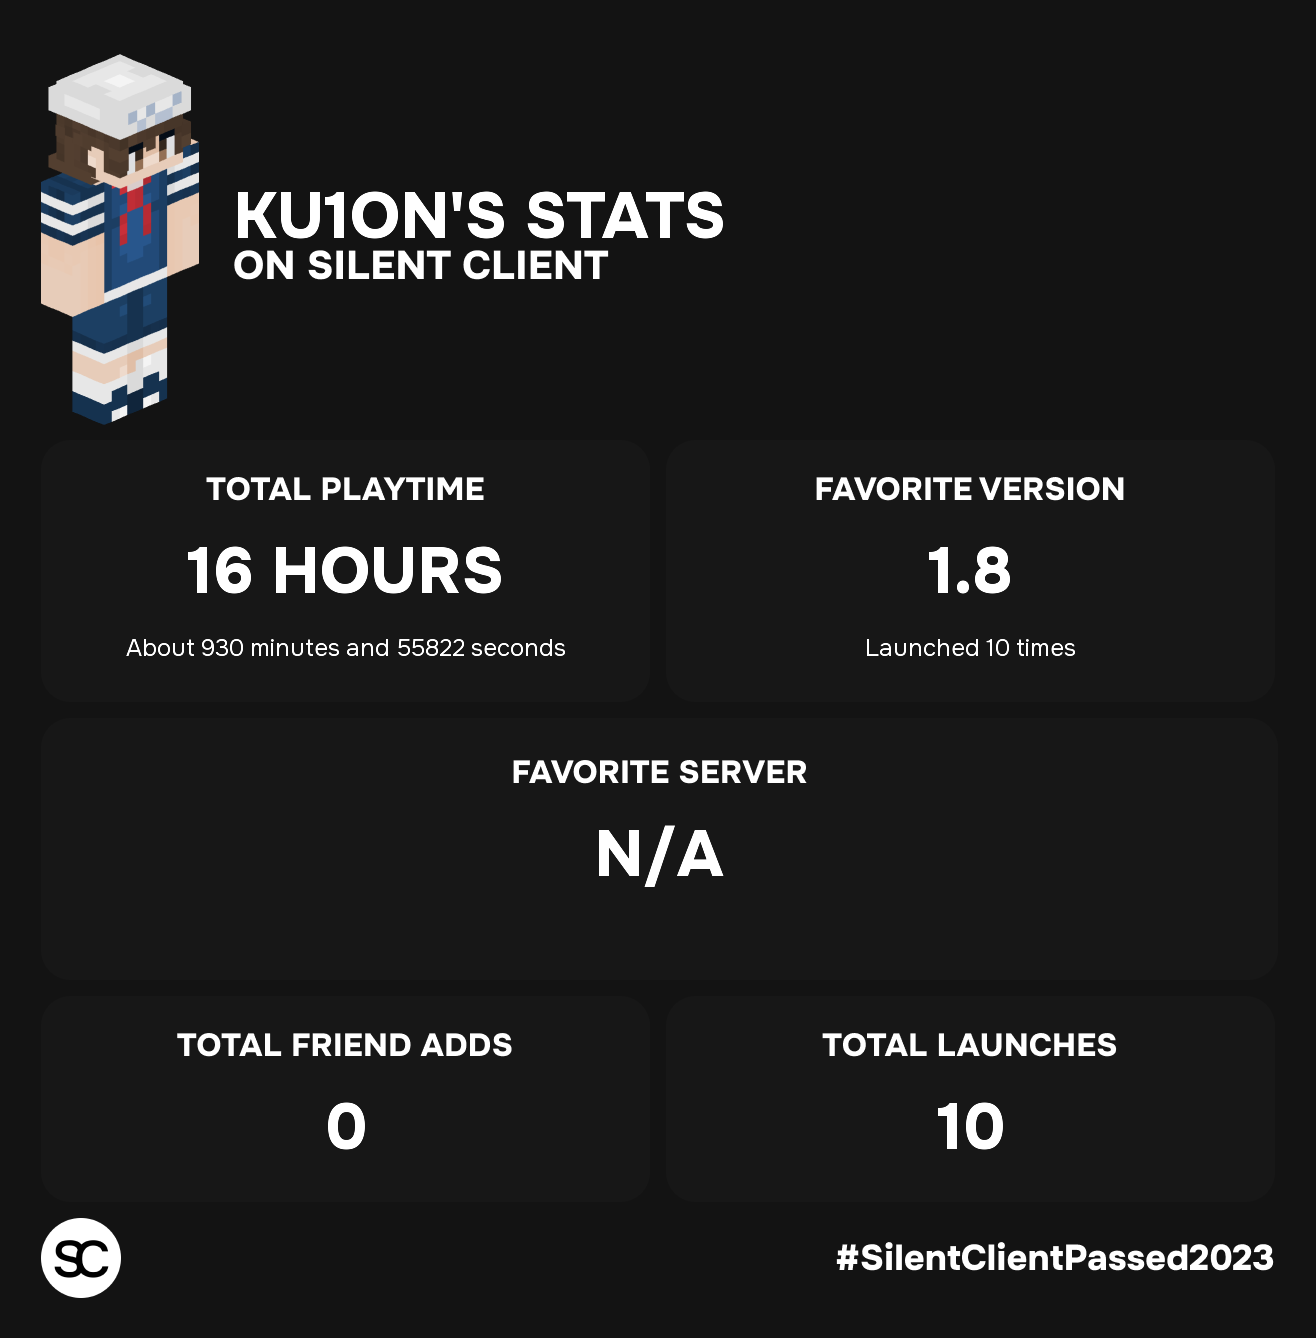 KU1ON'S STATS
ON SILENT CLIENT
TOTAL PLAYTIME
16 HOURS
About 930 minutes and 55822 seconds
FAVORITE VERSION
1.8
Launched 10 times
FAVORITE SERVER
N/A
TOTAL FRIEND ADDS
0
TOTAL LAUNCHES
10
SC
#SilentClientPassed2023